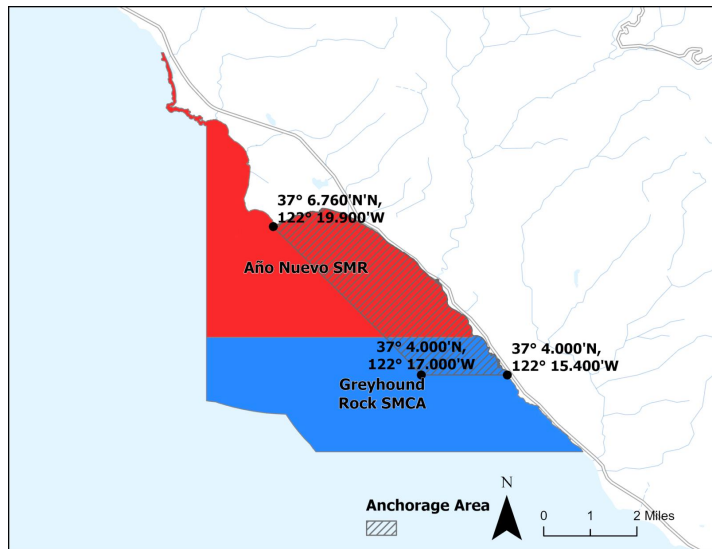 37° 6.760'N'N,
122° 19.900'W
Año Nuevo SMR
37° 4.000'N,
122° 17.000'W
37° 4.000'N,
122° 15.400'W
Greyhound
Rock SMCA
Anchorage Area
N
0 1 2 Miles